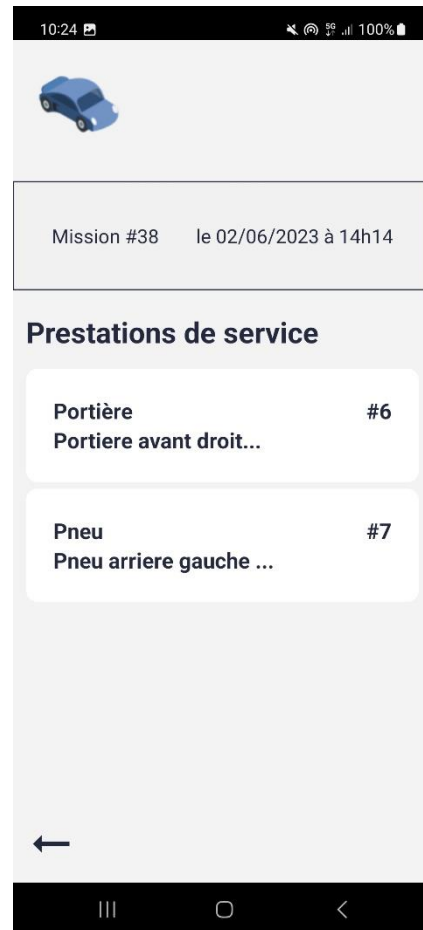 10:24 5G 100%
Mission #38 le 02/06/2023 à 14h14
Prestations de service
Portière #6
Portiere avant droit...
Pneu #7
Pneu arriere gauche ...